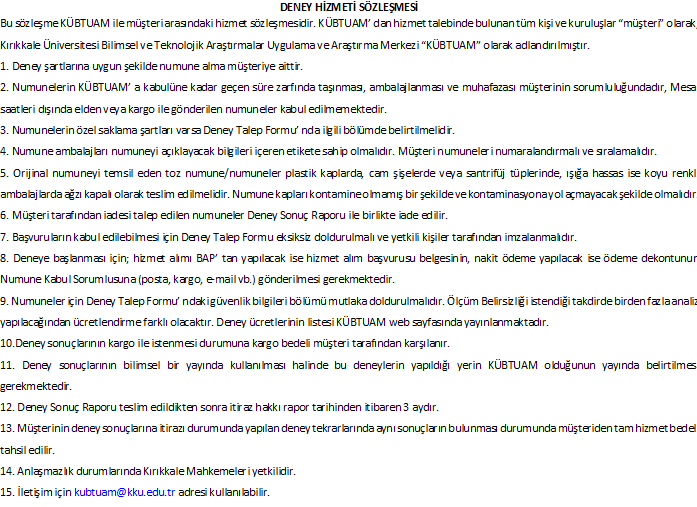 DENEY HİZMETİ SÖZLEŞMESİ
Bu sözleşme KÜBTUAM ile müşteri arasındaki hizmet sözleşmesidir. KÜBTUAM' dan hizmet talebinde bulunan tüm kişi ve kuruluşlar “müşteri” olarak,
Kırıkkale Üniversitesi Bilimsel ve Teknolojik Araştırmalar Uygulama ve Araştırma Merkezi “KÜBTUAM” olarak adlandırılmıştır.
1. Deney şartlarına uygun şekilde numune alma müşteriye aittir.
2. Numunelerin KÜBTUAM’ a kabulüne kadar geçen süre zarfında taşınması, ambalajlanması ve muhafazası müşterinin sorumluluğundadır, Mesa
saatleri dışında elden veya kargo ile gönderilen numuneler kabul edilmemektedir.
3. Numunelerin özel saklama şartları varsa Deney Talep Formu’ nda ilgili bölümde belirtilmelidir.
4. Numune ambalajları numuneyi açıklayacak bilgileri içeren etikete sahip olmalıdır. Müşteri numuneleri numaralandırmalı ve sıralamalıdır.
5. Orijinal numuneyi temsil eden toz numune/numuneler plastik kaplarda, cam şişelerde veya santrifüj tüplerinde, ışığa hassas ise koyu renkl
ambalajlarda ağzı kapalı olarak teslim edilmelidir. Numune kapları kontamine olmamış bir şekilde ve kontaminasyona yol açmayacak şekilde olmalıdır
6. Müşteri tarafından iadesi talep edilen numuneler Deney Sonuç Raporu ile birlikte iade edilir.
7. Başvuruların kabul edilebilmesi için Deney Talep Formu eksiksiz doldurulmalı ve yetkili kişiler tarafından imzalanmalıdır.
8. Deneye başlanması için; hizmet alımı BAP’ tan yapılacak ise hizmet alım başvurusu belgesinin, nakit ödeme yapılacak ise ödeme dekontunun
Numune Kabul Sorumlusuna (posta, kargo, e-mail vb.) gönderilmesi gerekmektedir.
9. Numuneler için Deney Talep Formu’ ndaki güvenlik bilgileri bölümü mutlaka doldurulmalıdır. Ölçüm Belirsizliği istendiği takdirde birden fazla analiz
yapılacağından ücretlendirme farklı olacaktır. Deney ücretlerinin listesi KÜBTUAM web sayfasında yayınlanmaktadır.
10.Deney sonuçlarının kargo ile istenmesi durumuna kargo bedeli müşteri tarafından karşılanır.
11. Deney sonuçlarının bilimsel bir yayında kullanılması halinde bu deneylerin yapıldığı yerin KÜBTUAM olduğunun yayında belirtilmes
gerekmektedir.
12. Deney Sonuç Raporu teslim edildikten sonra itiraz hakkı rapor tarihinden itibaren 3 aydır.
13. Müşterinin deney sonuçlarına itirazı durumunda yapılan deney tekrarlarında aynı sonuçların bulunması durumunda müşteriden tam hizmet bedel
tahsil edilir.
14. Anlaşmazlık durumlarında Kırıkkale Mahkemeleri yetkilidir.
15. İletişim için kubtuam@kku.edu.tr adresi kullanılabilir.